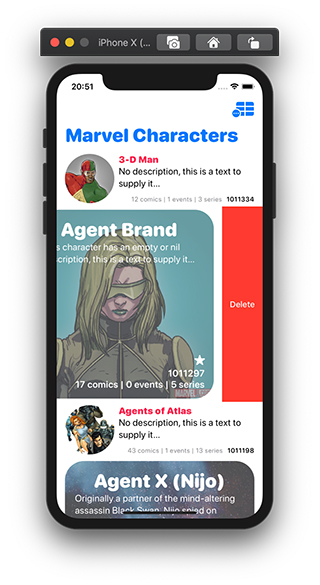 iPhone X (...
20:51
Marvel Characters
3-D Man
No description, this is a text to
supply it...
12 comics | 1 events | 3 series 1011334
Agent Brand
s character has an empty or nil
scription, this is a text to supply it...
Delete
1011297
17 comics | 0 events | 5 series
Agents of Atlas
No description, this is a text to
supply it...
43 comics | 1 events | 13 series 1011198
Agent X (Nijo)
Originally a partner of the mind-altering
assassin Black Swan, Nijo spied on